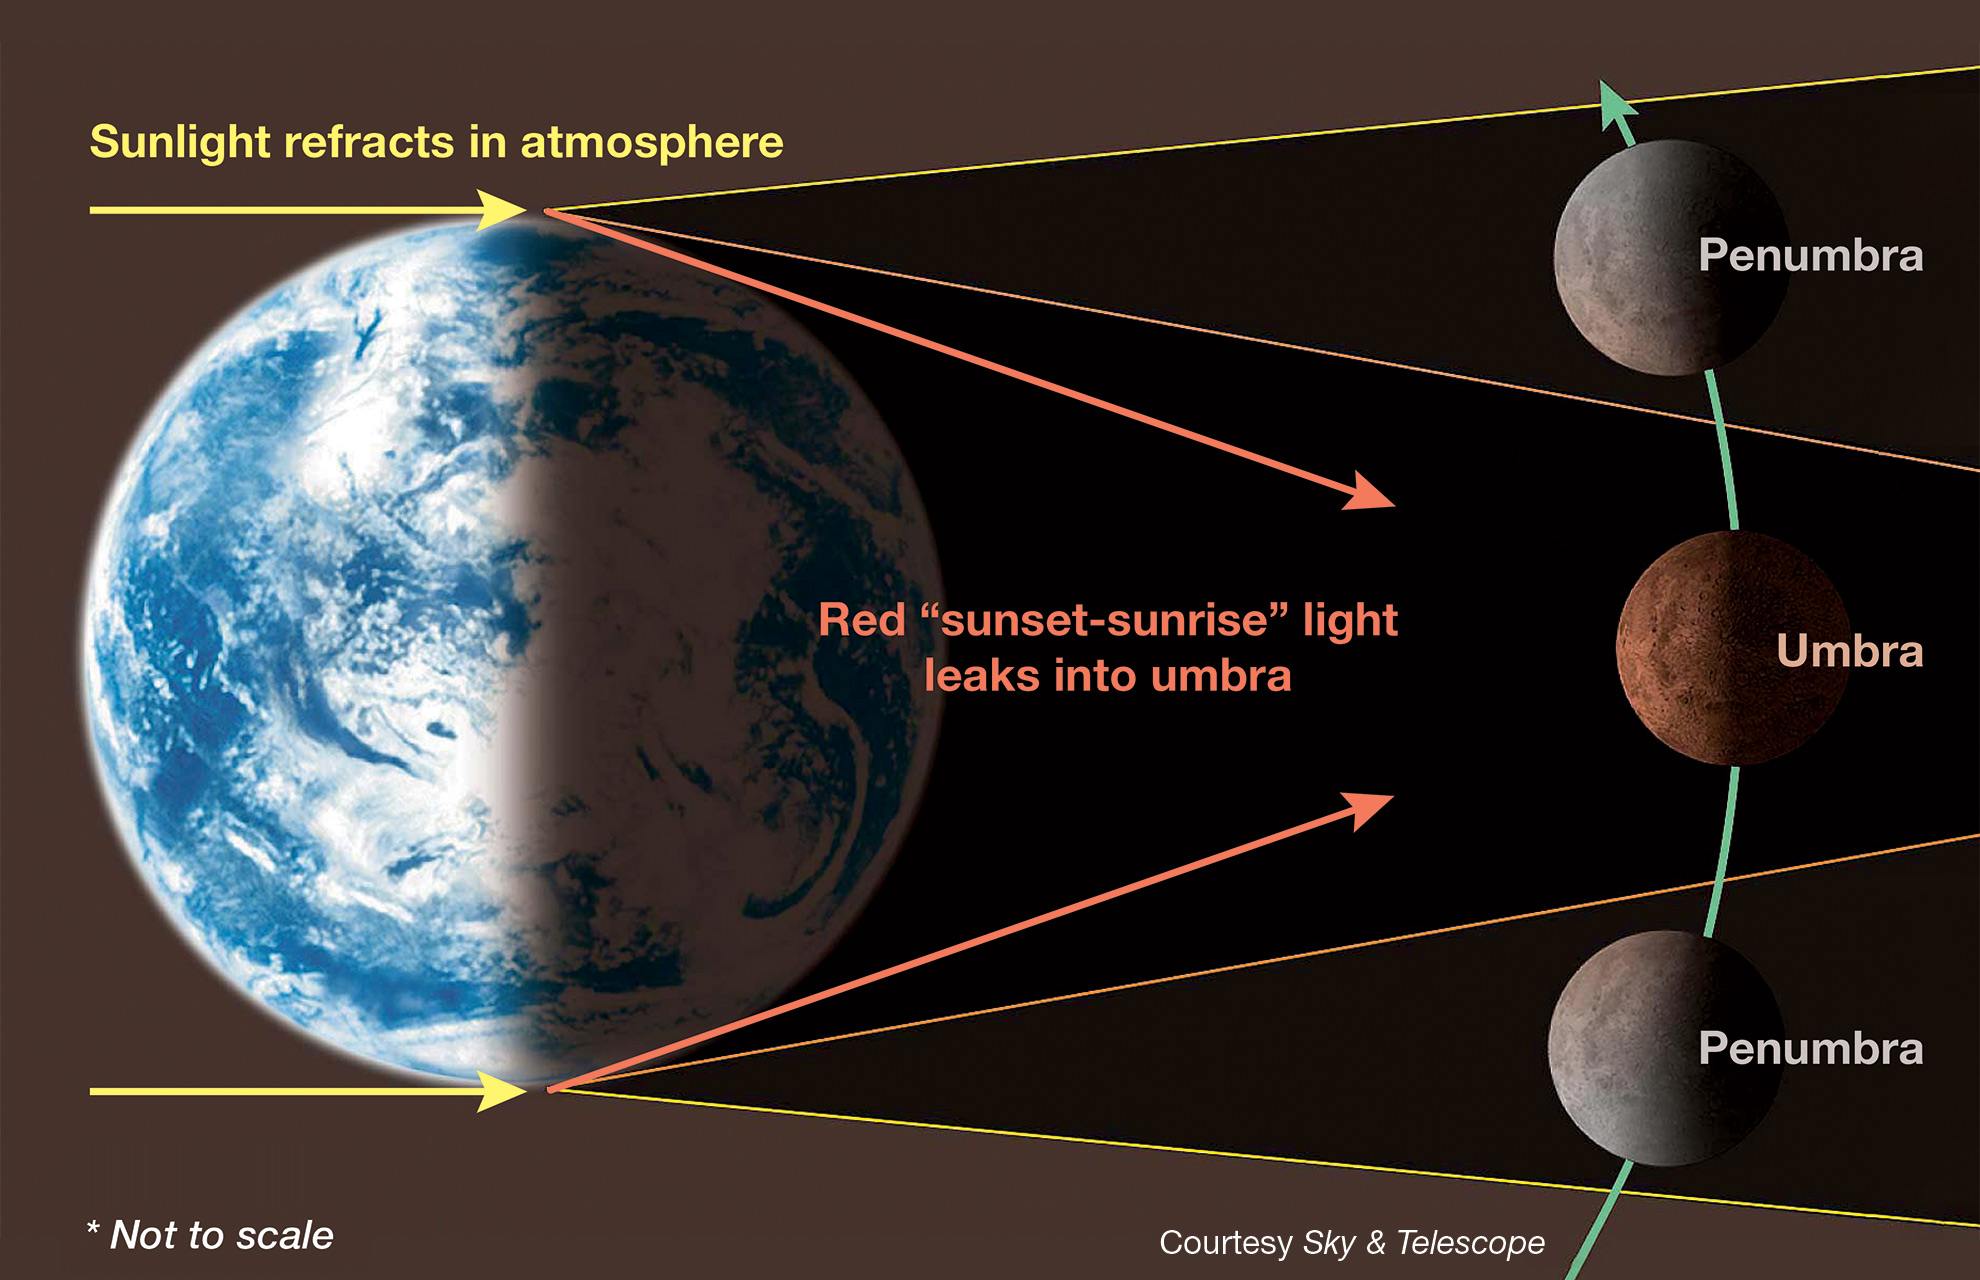 Sunlight refracts in atmosphere
Penumbra
Red “sunset-sunrise” light
leaks into umbra
Umbra
Penumbra
* Not to scale
Courtesy Sky & Telescope